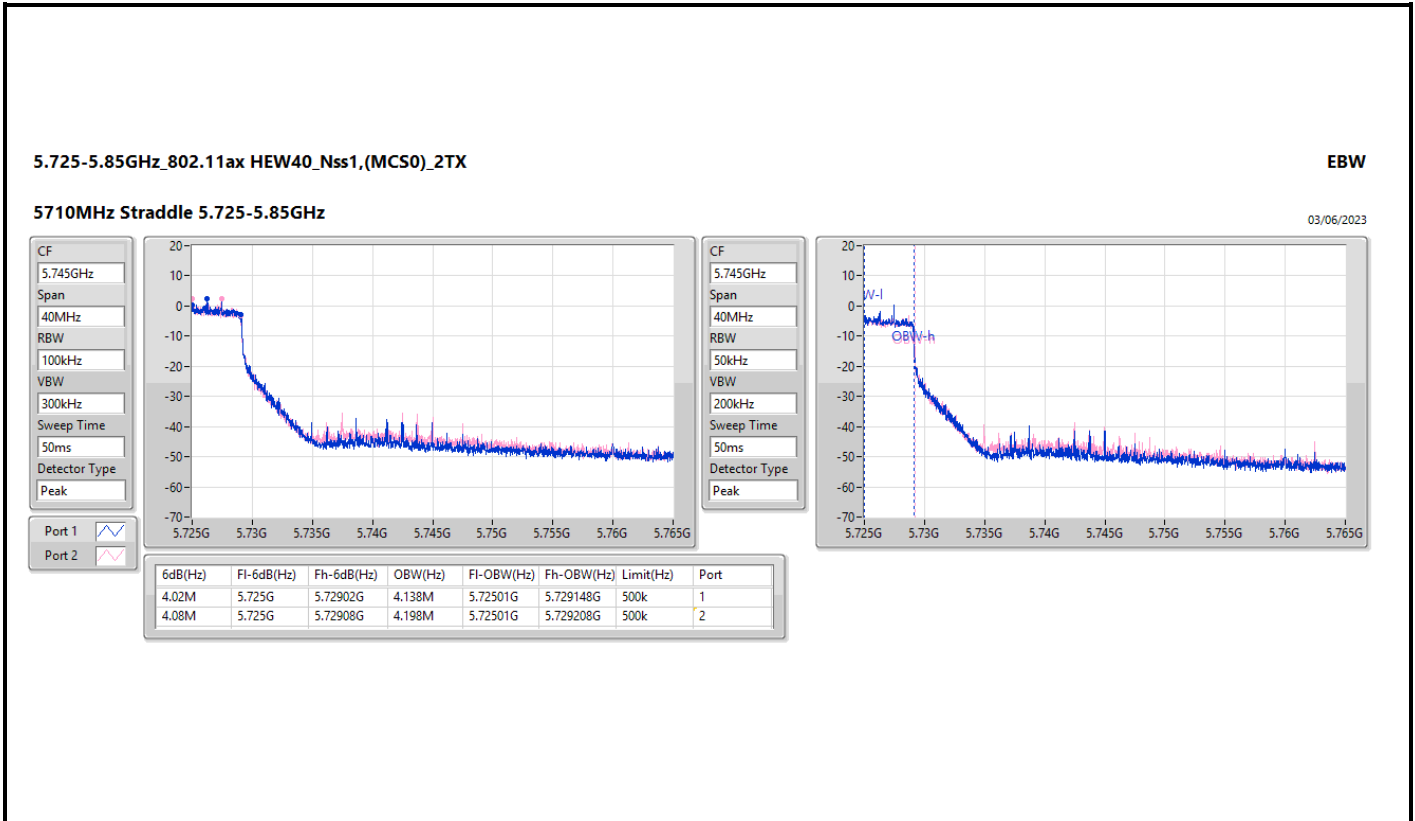 5.725-5.85GHz_802.11ax HEW40_Nss1,(MCS0)_2TX
EBW
5710MHz Straddle 5.725-5.85GHz
03/06/2023
CF
5.745GHz
Span
40MHz
RBW
100kHz
VBW
300kHz
Sweep Time
50ms
Detector Type
Peak
Port 1
Port 2
20
10
0
-10
-20
-30
-40
-50
-60
-70
5.725G 5.73G 5.735G 5.74G 5.745G 5.75G 5.755G 5.76G 5.765G
CF
5.745GHz
Span
40MHz
RBW
50kHz
VBW
200kHz
Sweep Time
50ms
Detector Type
Peak
20
10
0
-10
-20
-30
-40
-50
-60
-70
W-l
OBW-h
5.725G 5.73G 5.735G 5.74G 5.745G 5.75G 5.755G 5.76G 5.765G
6dB(Hz) Fl-6dB(Hz) Fh-6dB(Hz) OBW(Hz) Fl-OBW(Hz) Fh-OBW(Hz) Limit(Hz) Port
4.02M 5.725G 5.72902G 4.138M 5.72501G 5.729148G 500k 1
4.08M 5.725G 5.72908G 4.198M 5.72501G 5.729208G 500k 2